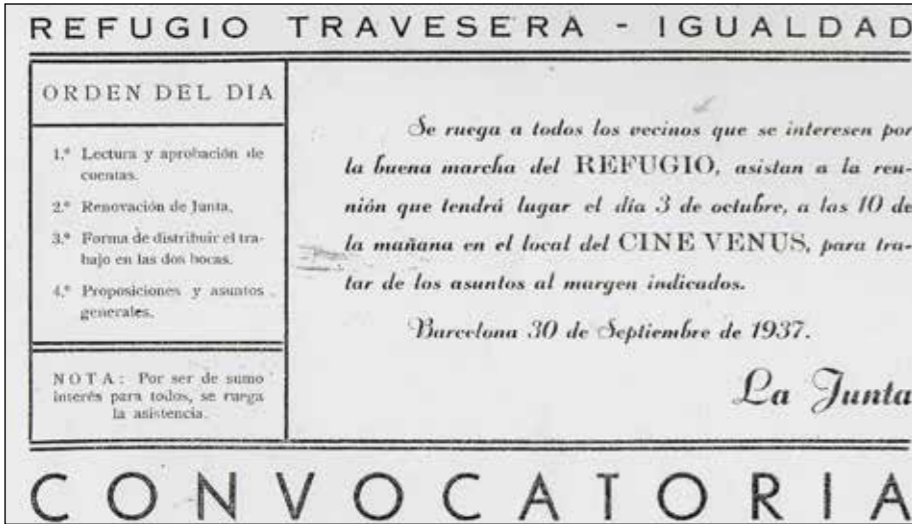 REFUGIO TRAVESERA - IGUALDAD
ORDEN DEL DIA
1.º Lectura y aprobación de
cuentas.
2.º Renovación de Junta.
3.º Forma de distribuir el tra-
bajo en las dos bocas.
4.º Proposiciones y asuntos
generales.
NOTA: Por ser de sumo
interés para todos, se ruega
la asistencia.
Se ruega a todos los vecinos que se interesen por
la buena marcha del REFUGIO, asistan a la reu-
nión que tendrá lugar el día 3 de octubre, a las 10 de
la mañana en el local del CINE VENUS, para tra-
tar de los asuntos al margen indicados.
Barcelona 30 de Septiembre de 1937.
La Junta
CONVOCATORIA